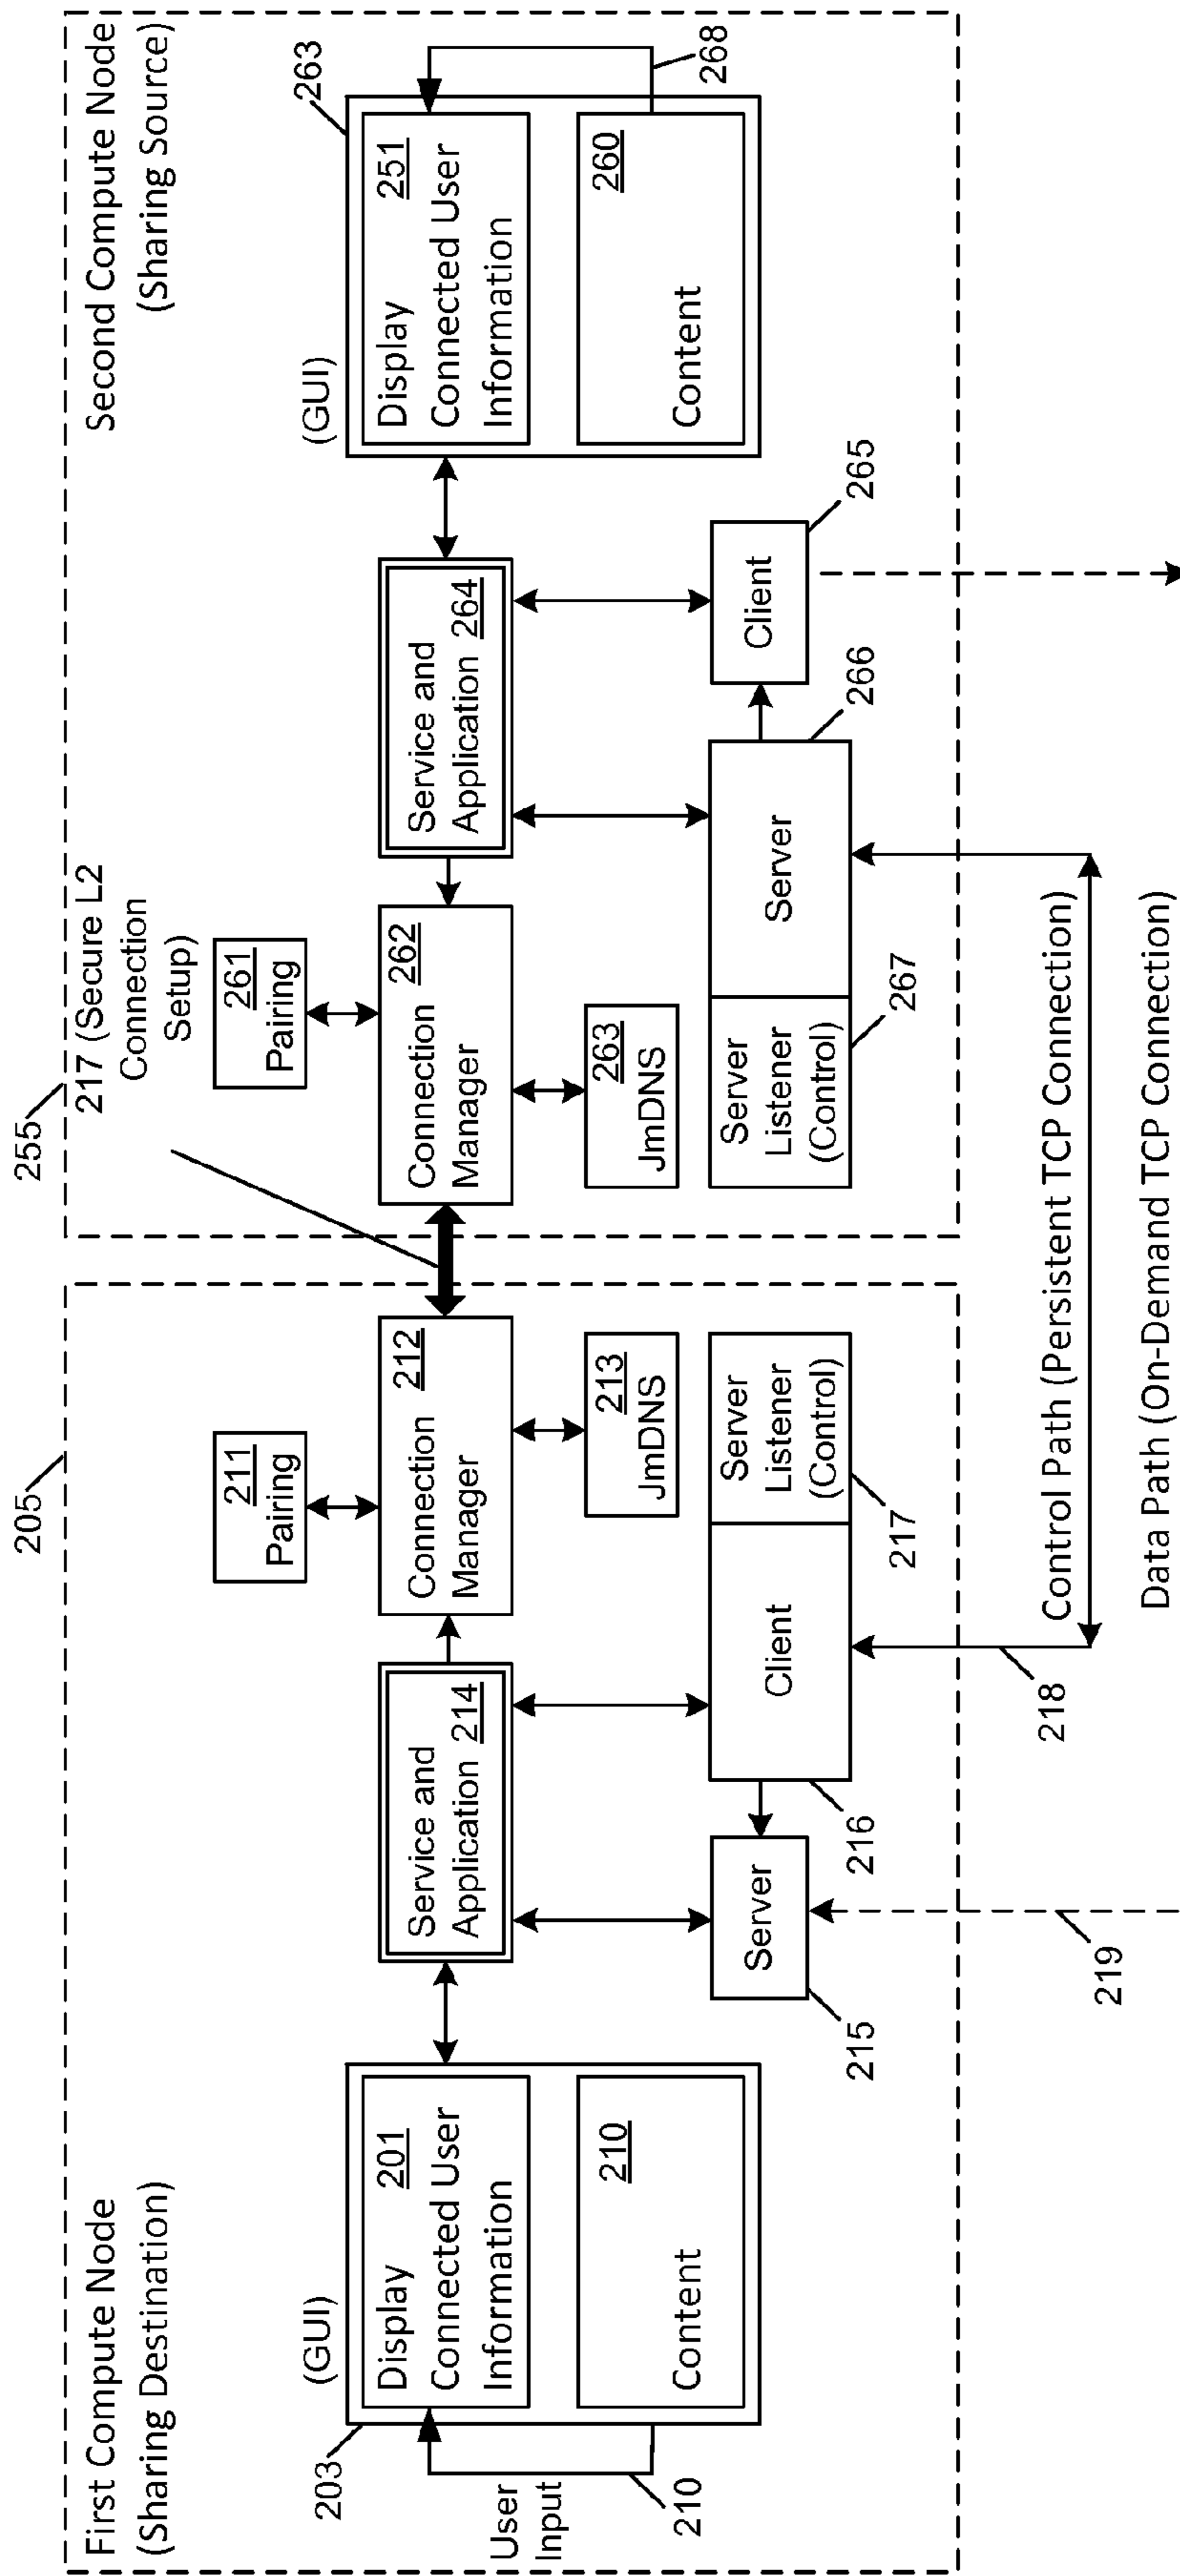 First Compute Node
(Sharing Destination)
205
(GUI)
203
Display 201
Connected User
Information
Content
210
User
Input
210
Service and
Application 214
211
Pairing
Connection 212
Manager
213
JmDNS
Server
215
Client
216
Server
Listener
(Control)
217
218
219
255
217 (Secure L2
Connection
Setup)
Second Compute Node
(Sharing Source)
261
Pairing
Connection 262
Manager
263
JmDNS
Service and
Application 264
(GUI)
263
Display 251
Connected User
Information
Content
260
268
Server
Listener
(Control)
267
Server
266
Client
265
Control Path (Persistent TCP Connection)
Data Path (On-Demand TCP Connection)